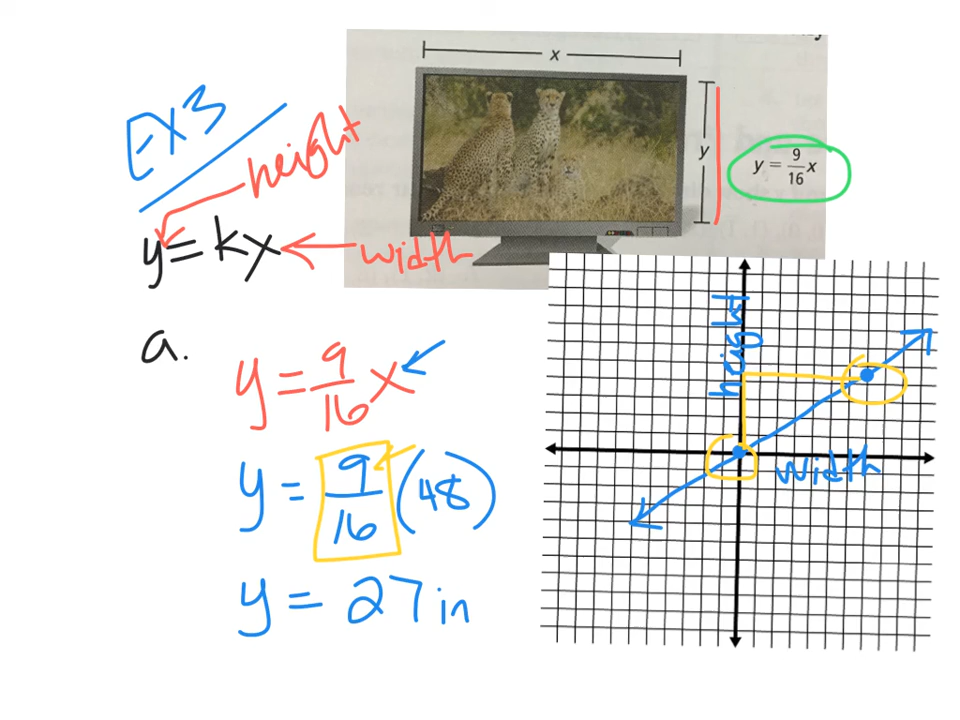 EX3
height
y = kx
width
x
y
y = 9/16 x
a.
y = 9/16 x
y = 9/16 (48)
y = 27 in
height
width